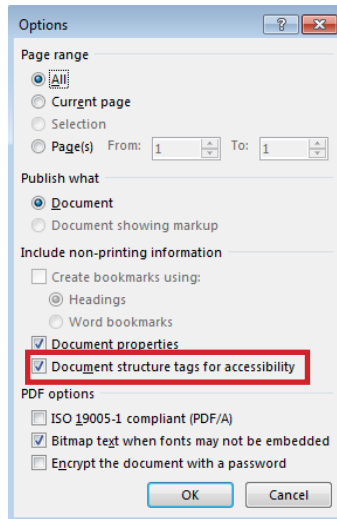 Options
Page range
All
Current page
Selection
Page(s) From: 1 To: 1
Publish what
Document
Document showing markup
Include non-printing information
Create bookmarks using:
Headings
Word bookmarks
Document properties
Document structure tags for accessibility
PDF options
ISO 19005-1 compliant (PDF/A)
Bitmap text when fonts may not be embedded
Encrypt the document with a password
OK Cancel